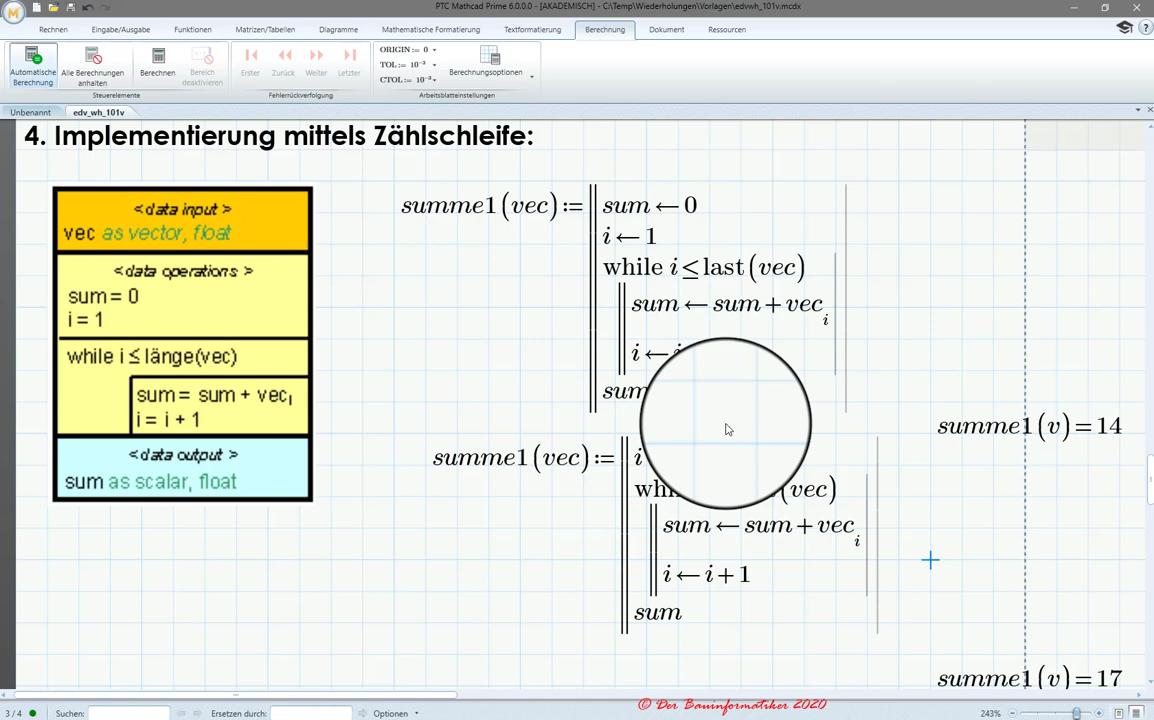 PTC Mathcad Prime 6.0.0.0 - [AKADEMISCH] - C:\Temp\Wiederholungen\Vorlagen\edvwh_101v.mcdx
Rechnen Eingabe/Ausgabe Funktionen Matrizen/Tabellen Diagramme Mathematische Formatierung Textformatierung Berechnung Dokument Ressourcen
Automatische Berechnung
Alle Berechnungen anhalten
Berechnen
Bereich deaktivieren
Steuerelemente
Erster Zurück Weiter Letzter
Fehlerrückverfolgung
ORIGIN := 0
TOL := 10⁻³
CTOL := 10⁻³
Berechnungsoptionen
Arbeitsblatteinstellungen
Unbenannt edv_wh_101v
4. Implementierung mittels Zählschleife:
< data input >
vec as vector, float
< data operations >
sum = 0
i = 1
while i ≤ länge(vec)
sum = sum + vecᵢ
i = i + 1
< data output >
sum as scalar, float
summe1(vec) := sum ← 0
i ← 1
while i ≤ last(vec)
sum ← sum + vecᵢ
i ←
sum
summe1(v) = 14
summe1(vec) := i
(vec)
sum ← sum + vecᵢ
i ← i + 1
sum
summe1(v) = 17
© Der Bauinformatiker 2020
3 / 4 Suchen: Ersetzen durch: Optionen 243%